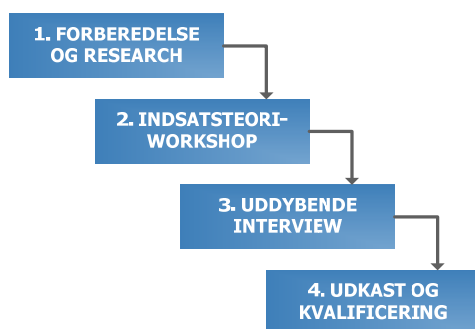 1. FORBEREDELSE
OG RESEARCH
2. INDSATSTEORI-
WORKSHOP
3. UDDYBENDE
INTERVIEW
4. UDKAST OG
KVALIFICERING